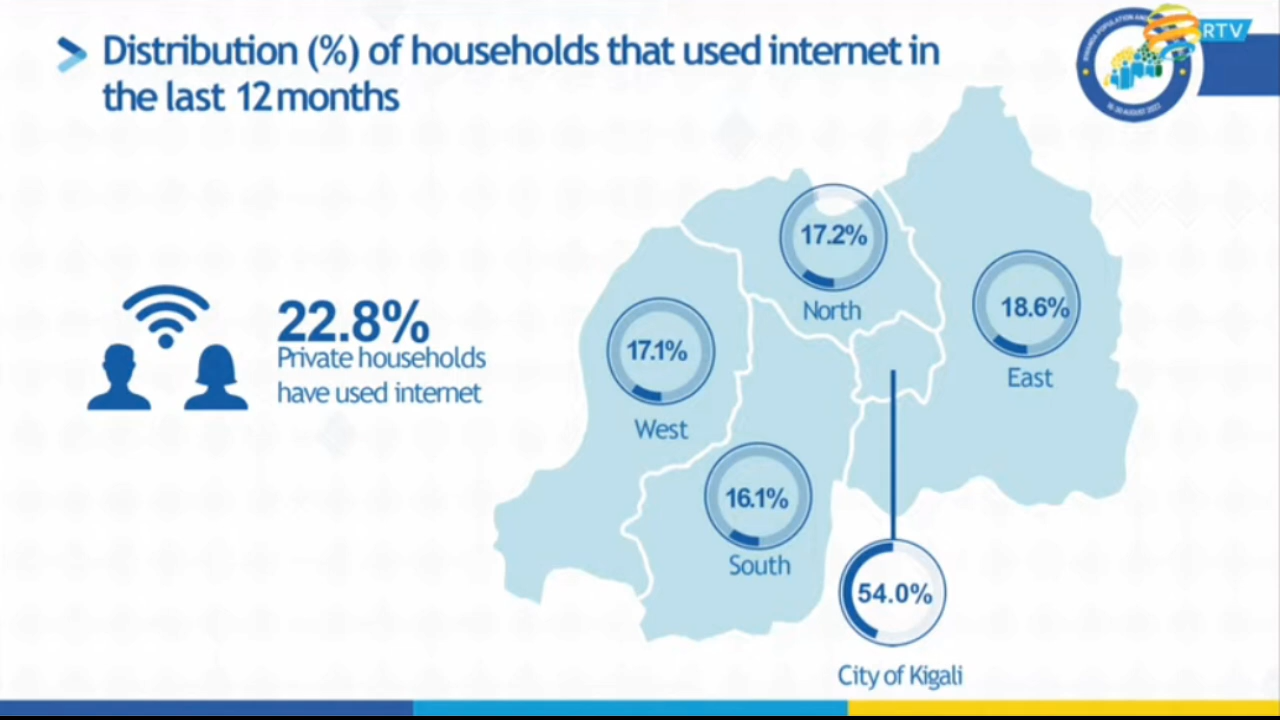 Distribution (%) of households that used internet in
the last 12 months
RTV
17.2%
North
18.6%
East
22.8%
Private households
have used internet
17.1%
West
16.1%
South
54.0%
City of Kigali